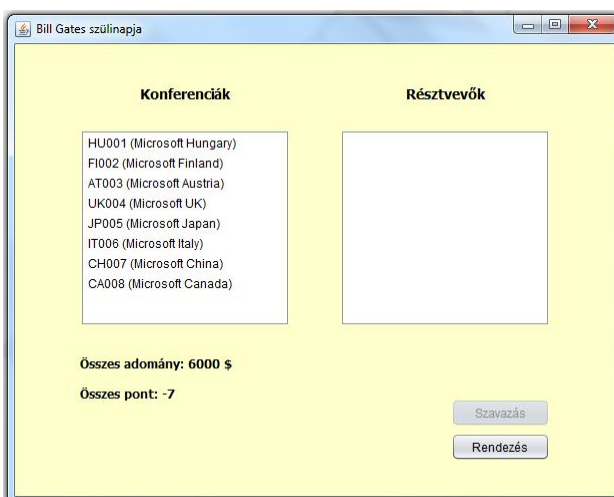 Bill Gates szülinapja
Konferenciák
Résztvevők
HU001 (Microsoft Hungary)
FI002 (Microsoft Finland)
AT003 (Microsoft Austria)
UK004 (Microsoft UK)
JP005 (Microsoft Japan)
IT006 (Microsoft Italy)
CH007 (Microsoft China)
CA008 (Microsoft Canada)
Összes adomány: 6000 $
Összes pont: -7
Szavazás
Rendezés